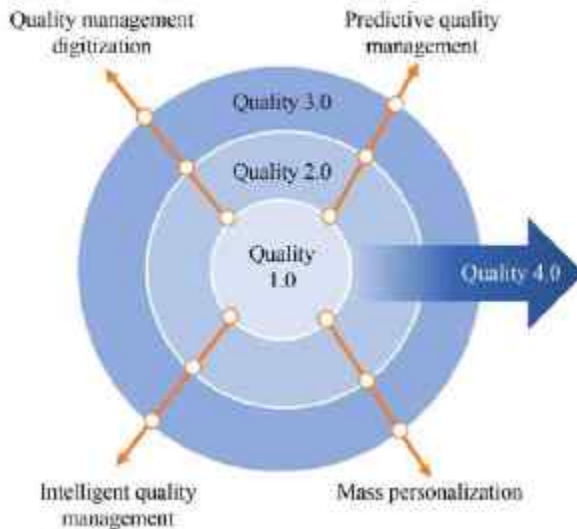 Quality management
digitization
Predictive quality
management
Quality 3.0
Quality 2.0
Quality
1.0
Quality 4.0
Intelligent quality
management
Mass personalization